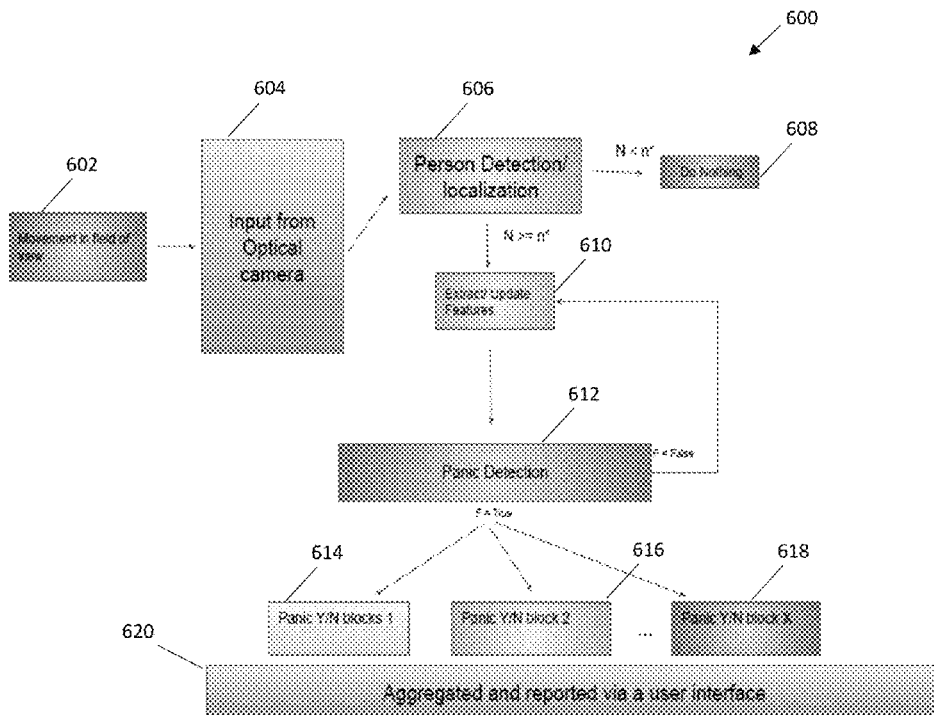 600
604
606
608
602
Person Detection/
localization
N < n*
Do Nothing
Movement in field of
view
Input from
Optical
camera
N >= n*
610
Extract/ Update
Features
612
Panic Detection
= False
= True
614
616
618
Panic Y/N blocks 1
Panic Y/N block 2
...
Panic Y/N block X
620
Aggregated and reported via a user interface